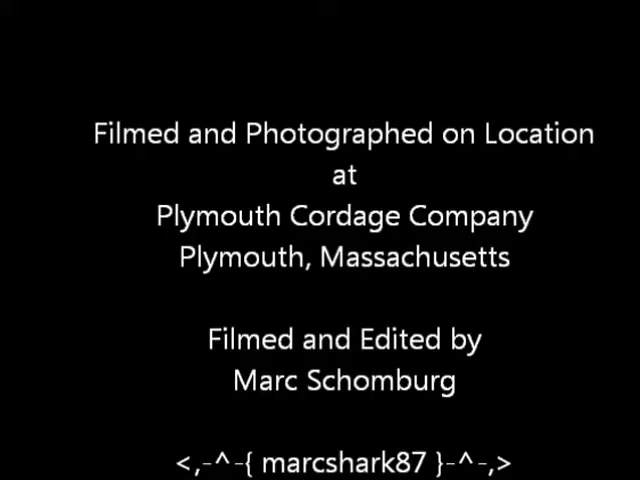 Filmed and Photographed on Location
at
Plymouth Cordage Company
Plymouth, Massachusetts
Filmed and Edited by
Marc Schomburg
<,-^-{ marcshark87 }-^-,>